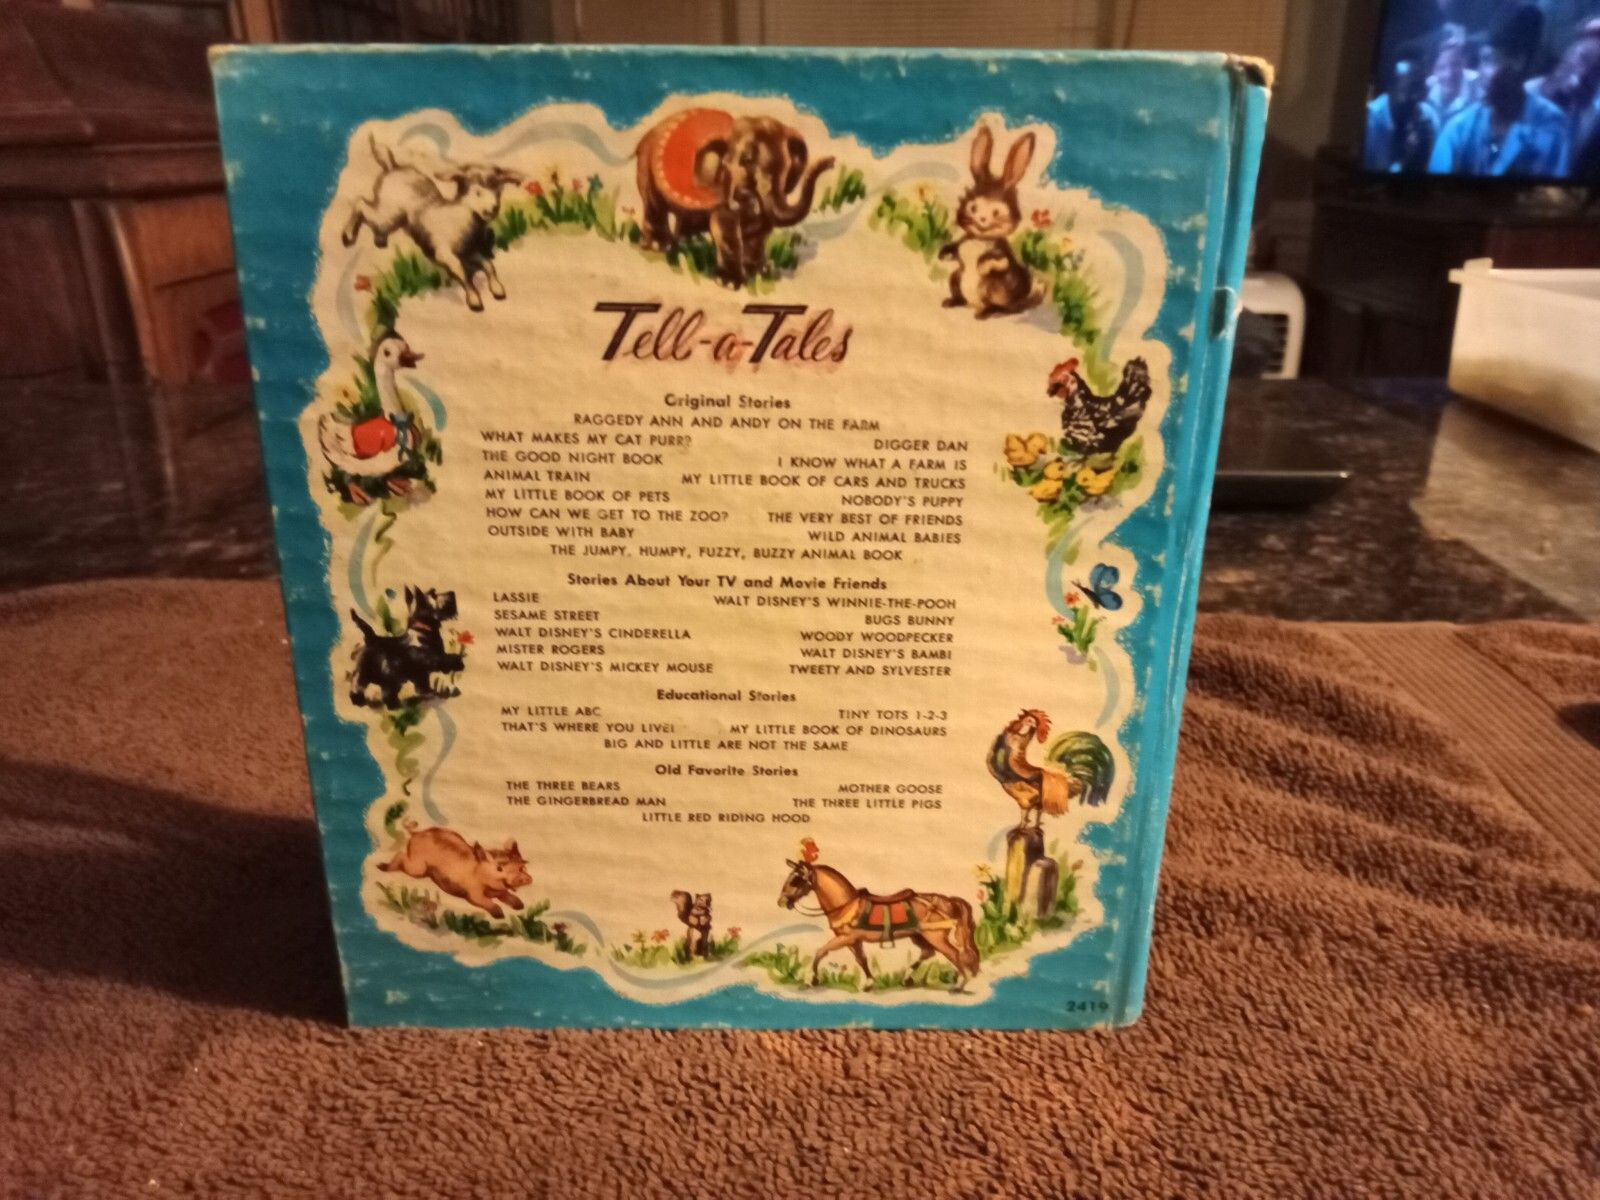 Tell-a-Tales
Original Stories
RAGGEDY ANN AND ANDY ON THE FARM
WHAT MAKES MY CAT PURR? DIGGER DAN
THE GOOD NIGHT BOOK I KNOW WHAT A FARM IS
ANIMAL TRAIN MY LITTLE BOOK OF CARS AND TRUCKS
MY LITTLE BOOK OF PETS NOBODY'S PUPPY
HOW CAN WE GET TO THE ZOO? THE VERY BEST OF FRIENDS
OUTSIDE WITH BABY WILD ANIMAL BABIES
THE JUMPY, HUMPY, FUZZY, BUZZY ANIMAL BOOK
Stories About Your TV and Movie Friends
LASSIE WALT DISNEY'S WINNIE-THE-POOH
SESAME STREET BUGS BUNNY
WALT DISNEY'S CINDERELLA WOODY WOODPECKER
MISTER ROGERS WALT DISNEY'S BAMBI
WALT DISNEY'S MICKEY MOUSE TWEETY AND SYLVESTER
Educational Stories
MY LITTLE ABC TINY TOTS 1-2-3
THAT'S WHERE YOU LIVE! MY LITTLE BOOK OF DINOSAURS
BIG AND LITTLE ARE NOT THE SAME
Old Favorite Stories
THE THREE BEARS MOTHER GOOSE
THE GINGERBREAD MAN THE THREE LITTLE PIGS
LITTLE RED RIDING HOOD
2419